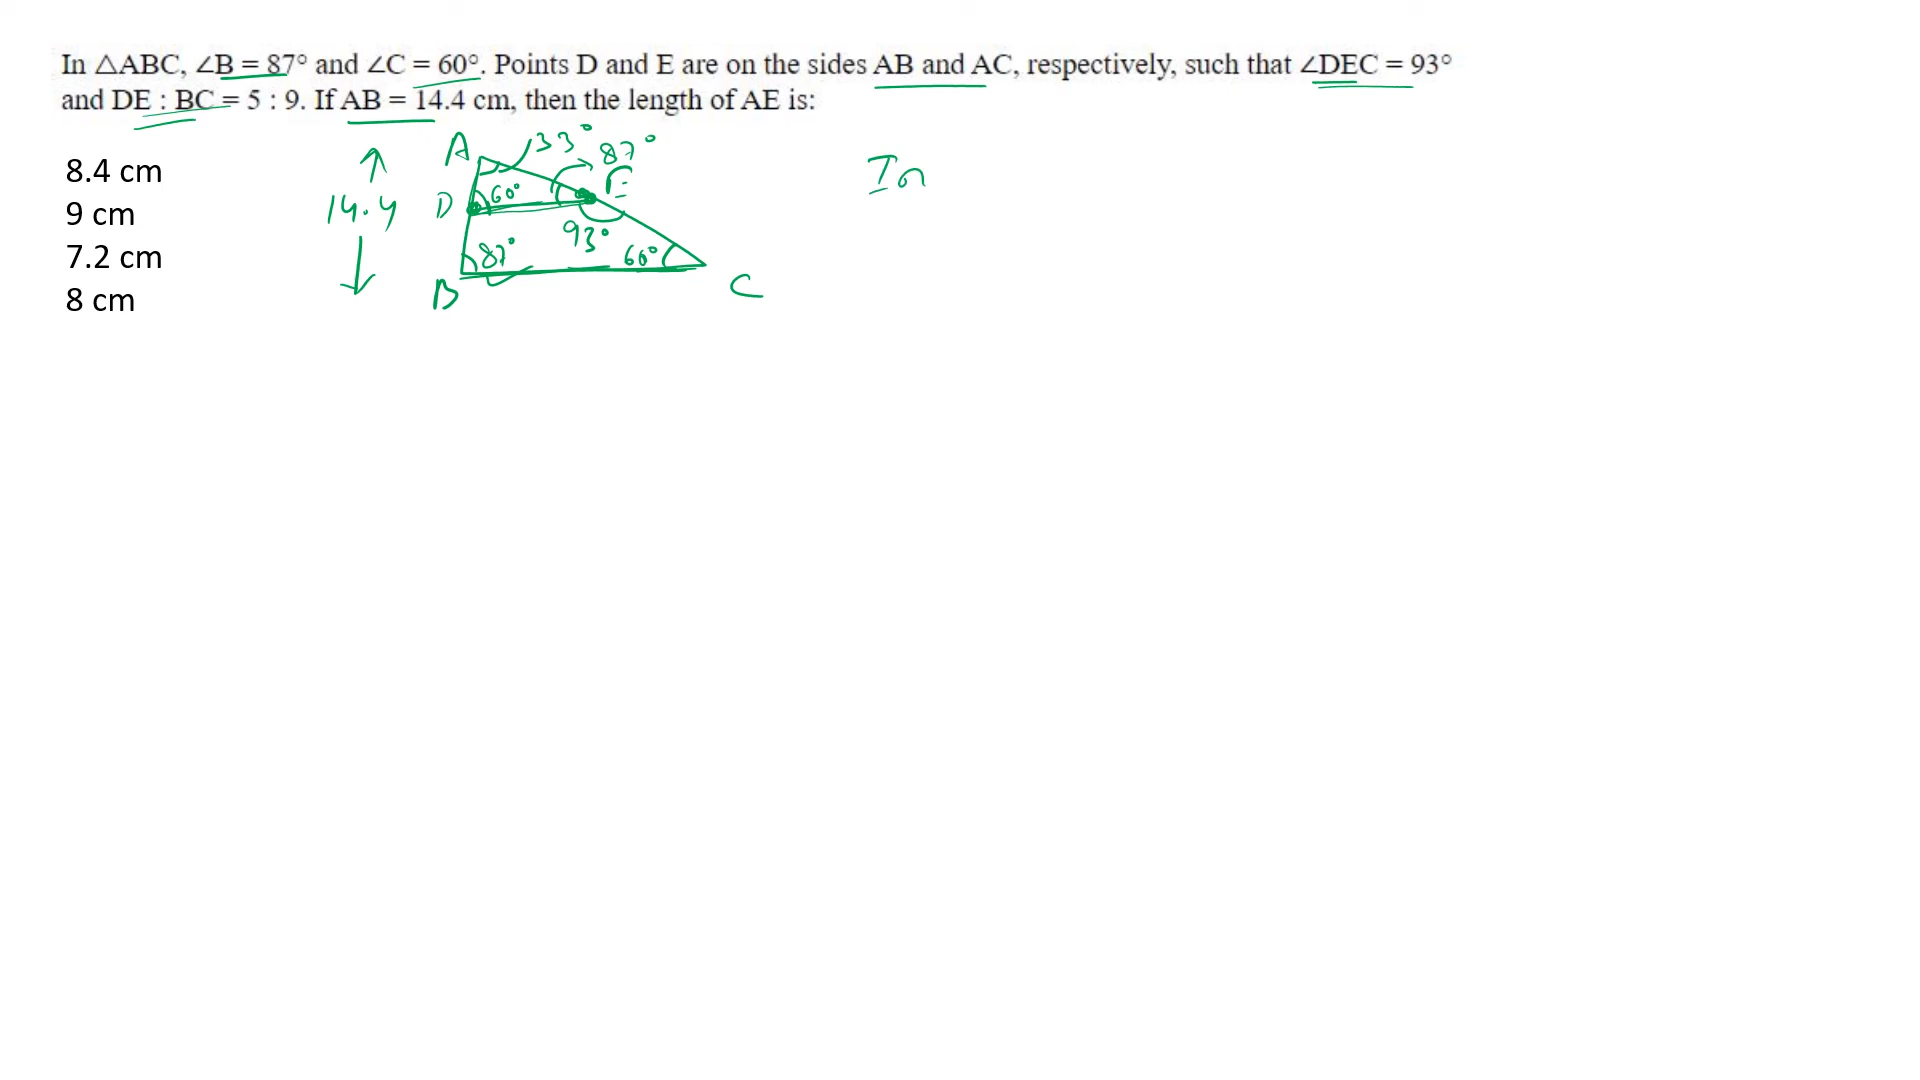 In △ABC, ∠B = 87° and ∠C = 60°. Points D and E are on the sides AB and AC, respectively, such that ∠DEC = 93°
and DE : BC = 5 : 9. If AB = 14.4 cm, then the length of AE is:
8.4 cm
9 cm
7.2 cm
8 cm
14.4
A
33°
87°
D
60°
E
93°
87°
60°
B
C
In